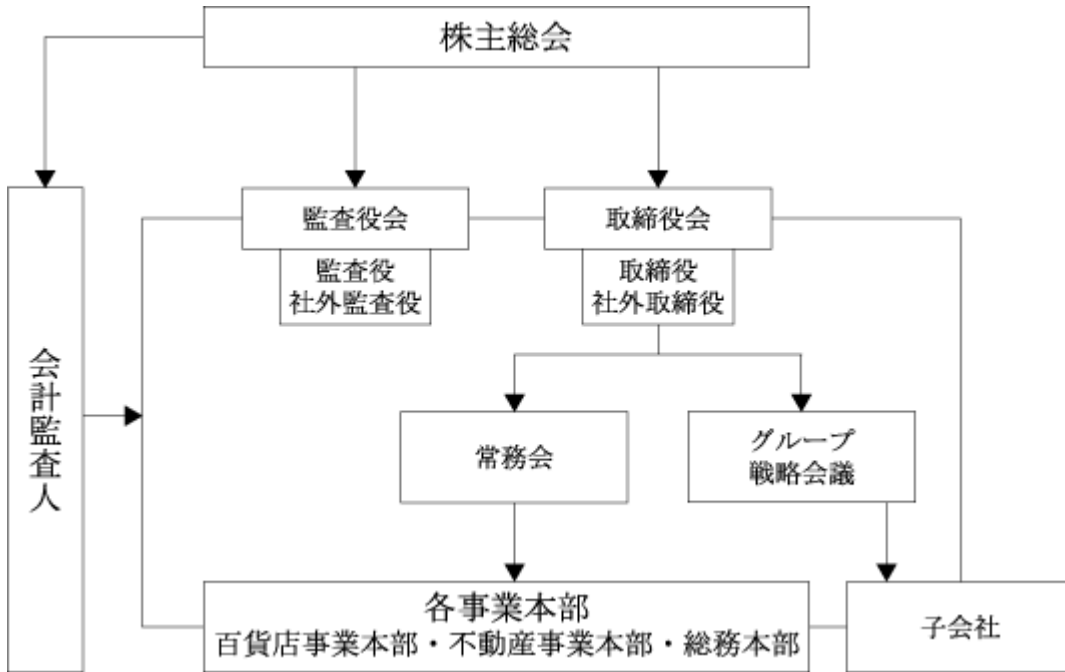 株主総会
監査役会
取締役会
監査役
社外監査役
取締役
社外取締役
会計監査人
常務会
グループ
戦略会議
各事業本部
百貨店事業本部・不動産事業本部・総務本部
子会社